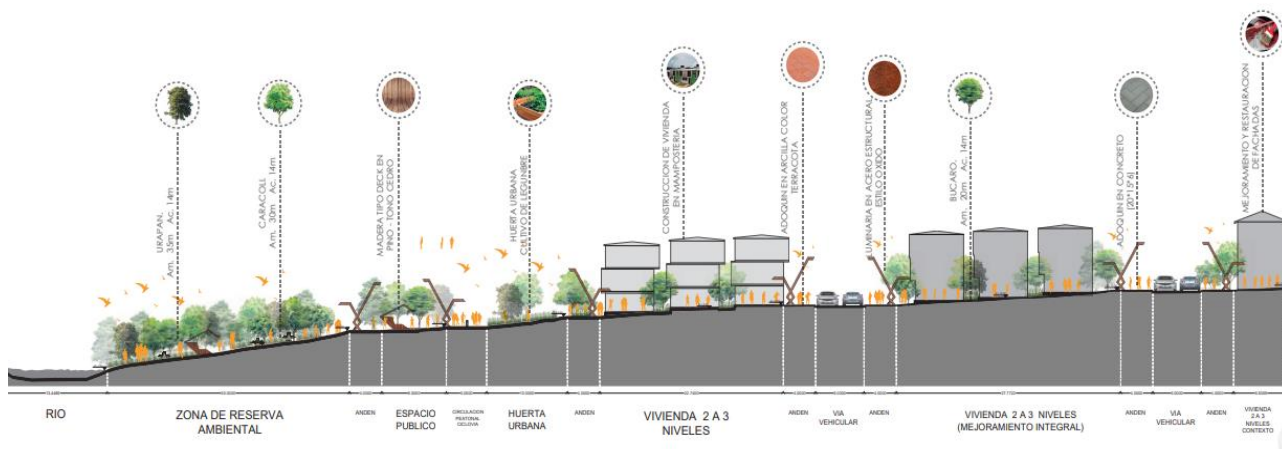 URAPAN.
Am. 35m Ac. 14m
CARACOLI.
Am. 30m Ac. 14m
MADERA TIPO DECK EN
PINO - TONO CEDRO
HUERTA URBANA
CULTIVO DE LEGUNBRE
CONSTRUCCION DE VIVIENDA
EN MAMPOSTERIA
ADOQUIN EN ARCILLA COLOR
TERRACOTA
LUMINARIA EN ACERO ESTRUCTURAL
ESTILO OXIDO
BUCARO.
Am. 20m Ac. 14m
ADOQUIN EN CONCRETO
MEJORAMIENTO Y RESTAURACION
DE FACHADAS
RIO
ZONA DE RESERVA
AMBIENTAL
ANDEN
ESPACIO
PUBLICO
CIRCULACION
PEATONAL
CICLOVIA
HUERTA
URBANA
ANDEN
VIVIENDA 2 A 3
NIVELES
ANDEN
VIA
VEHICULAR
ANDEN
VIVIENDA 2 A 3 NIVELES
(MEJORAMIENTO INTEGRAL)
ANDEN
VIA
VEHICULAR
ANDEN
VIVIENDA
2 A 3
NIVELES
CONTEXTO